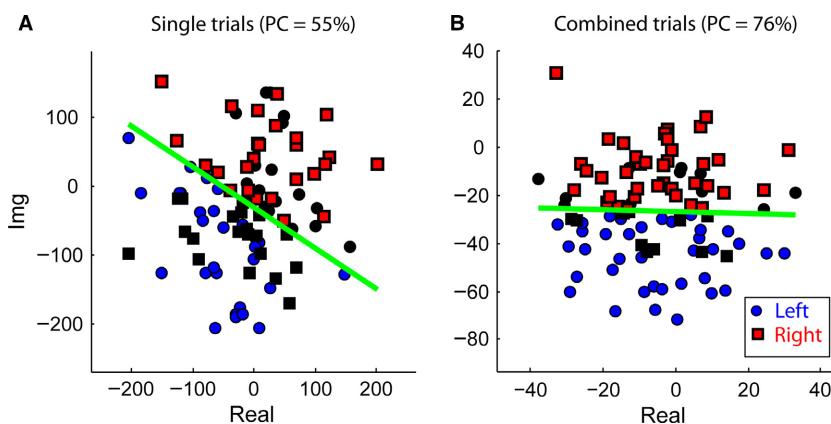 A
Single trials (PC = 55%)
100
0
−100
−200
Img
−200
−100
0
100
200
Real
B
Combined trials (PC = 76%)
40
20
0
−20
−40
−60
−80
−40
−20
0
20
40
Real
Left
Right